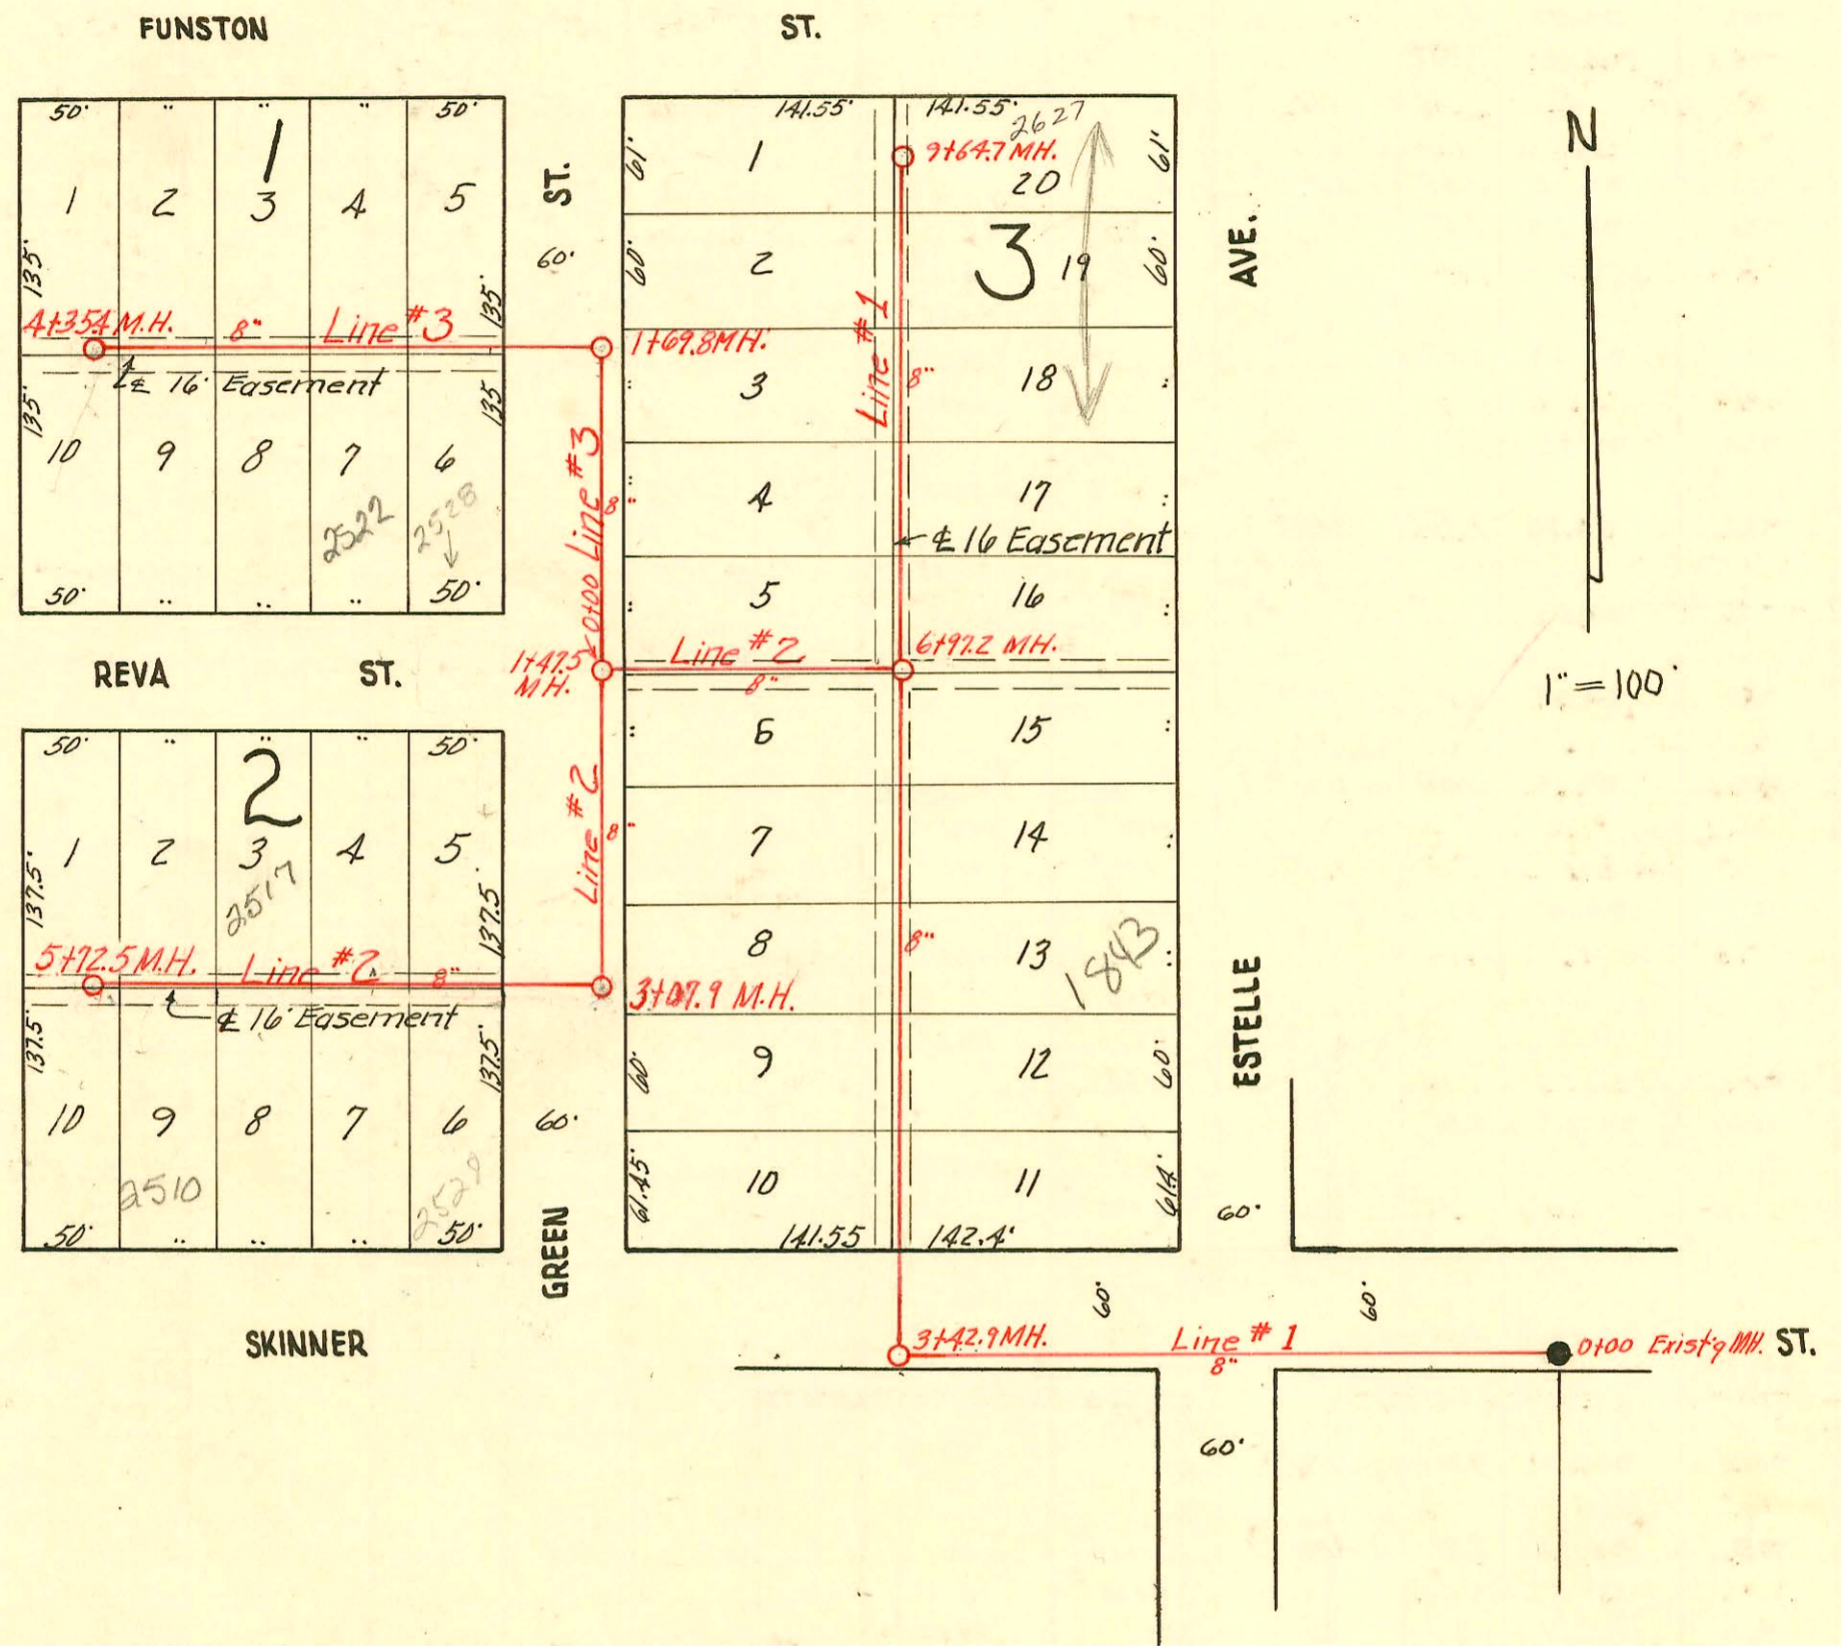 FUNSTON ST.
50' " " " 50'
1
1 2 3 4 5
135' 135'
4+35.4 M.H. 8" Line #3
℄ 16' Easement
135' 135'
10 9 8 7 6
2522 2528
50' " " " 50'
REVA ST.
50' " " " 50'
2
1 2 3 4 5
2517
137.5' 137.5'
5+72.5 M.H. Line #2 8"
℄ 16' Easement
137.5' 137.5'
10 9 8 7 6
2510
50' " " " 50'
SKINNER
ST.
60'
1+69.8 MH.
Line #3
8"
0+00
1+47.5
MH.
Line #2
8"
3+07.9 M.H.
60'
GREEN
141.55' 141.55'
2627
61' 1 9+64.7 MH. 61'
20
60' 2 3 19 60'
Line #1
3 8" 18 "
" 4 17 "
℄ 16 Easement
" 5 16 "
Line #2 6+97.2 MH.
8"
" 6 15 "
7 14 "
8 8" 13 "
1843
60' 9 12 60'
61.45' 10 11 61.4'
141.55 142.4'
AVE.
ESTELLE
60'
60' 60'
3+42.9 MH. Line #1 0+00 Exist'g MH. ST.
8"
60'
N
1" = 100'